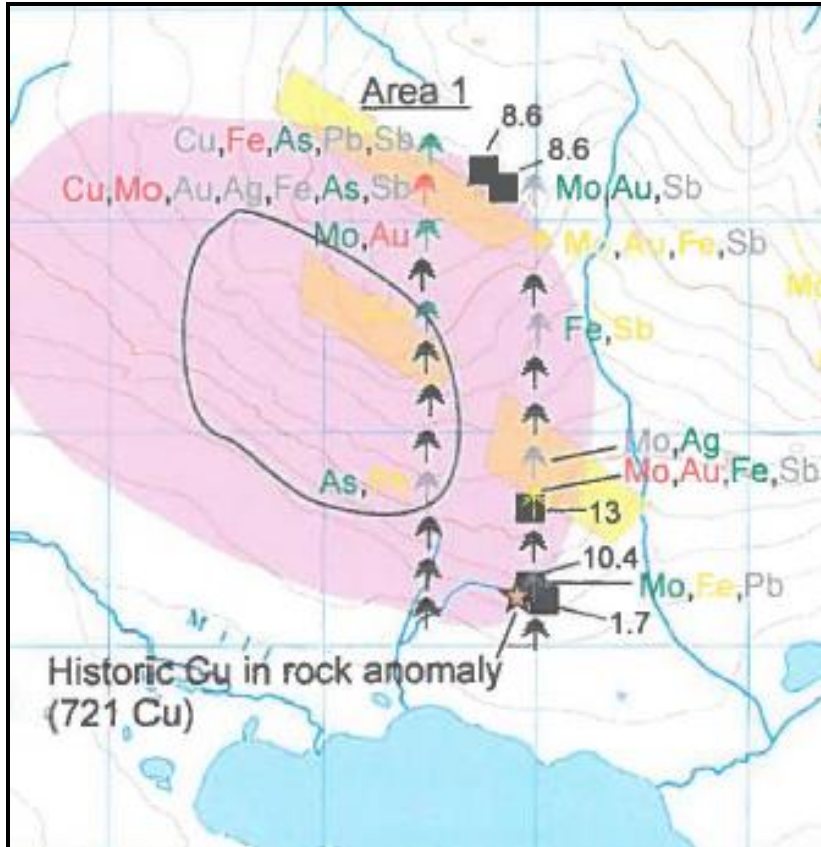 Area 1
8.6
8.6
Cu,Fe,As,Pb,Sb
Cu,Mo,Au,Ag,Fe,As,Sb
Mo,Au,Sb
Mo,Au
Mo,Au,Fe,Sb
Mo
Fe,Sb
Mo,Ag
Mo,Au,Fe,Sb
As,
13
10.4
Mo,Fe,Pb
1.7
Historic Cu in rock anomaly
(721 Cu)